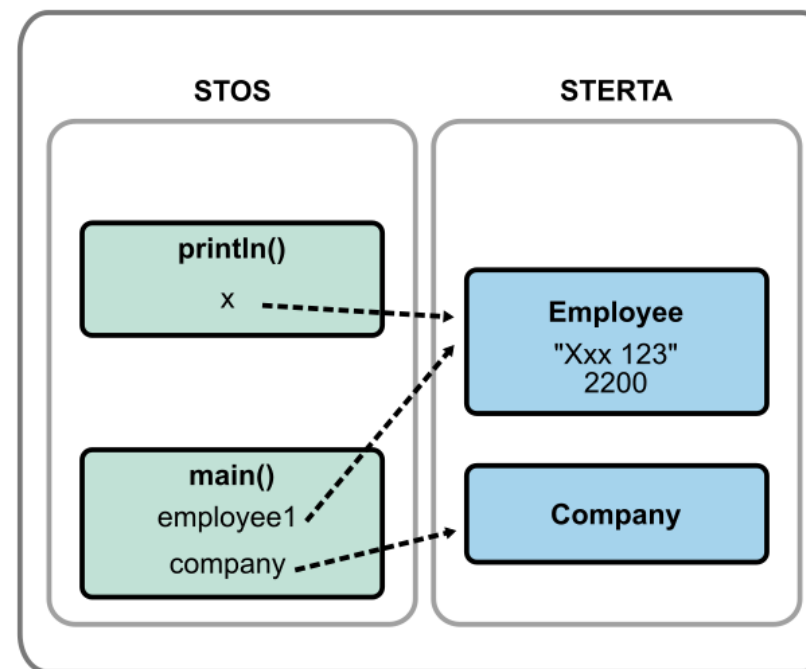 STOS
STERTA
println()
x
Employee
"Xxx 123"
2200
main()
employee1
company
Company